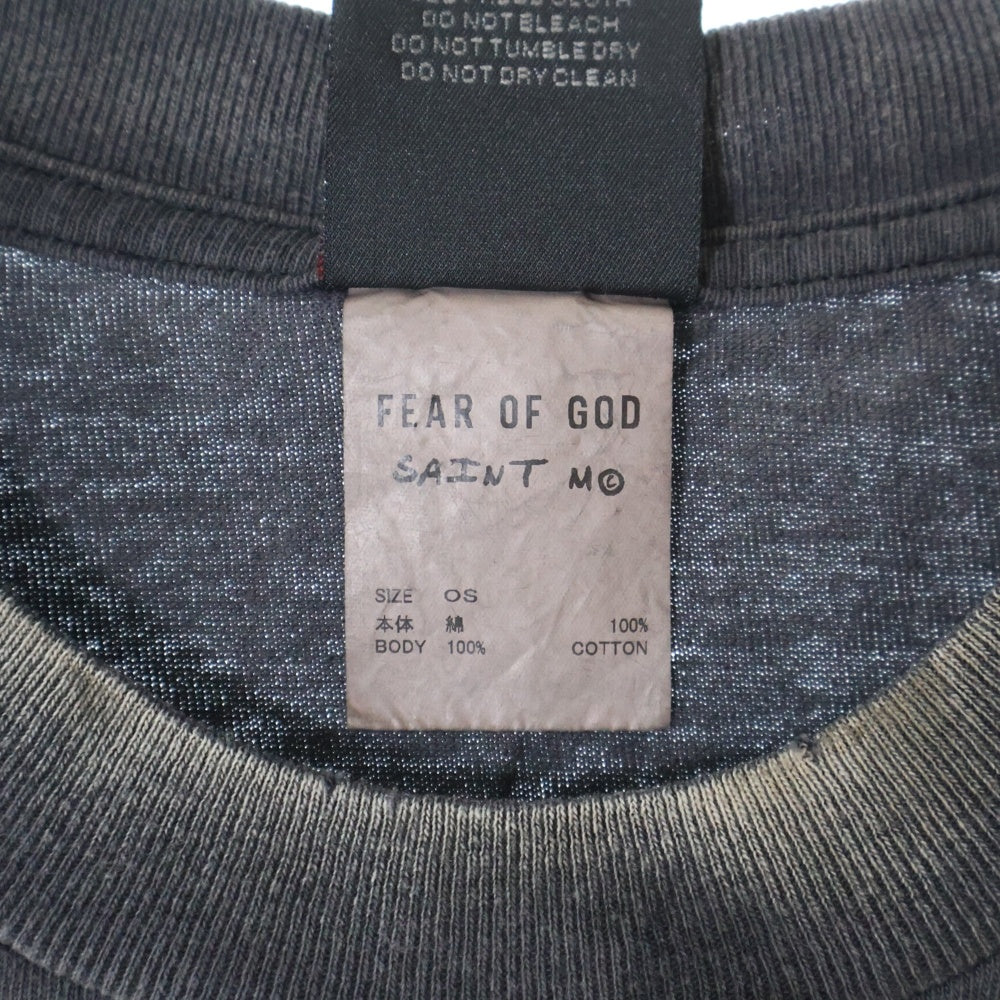 DO NOT BLEACH
DO NOT TUMBLE DRY
DO NOT DRY CLEAN
FEAR OF GOD
SAINT M©
SIZE OS
本体 綿 100%
BODY 100% COTTON